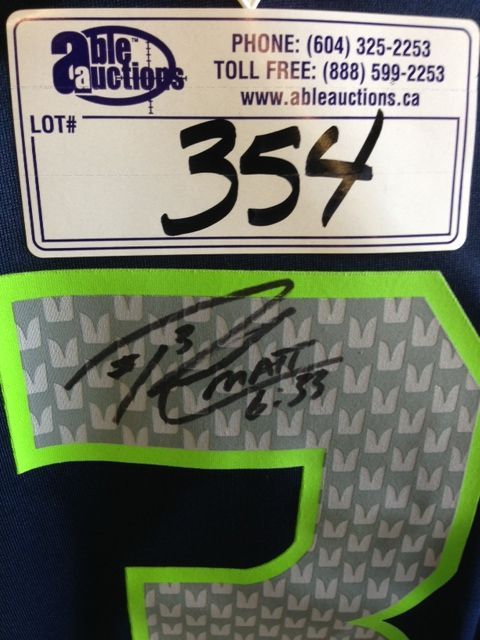 able auctions
PHONE: (604) 325-2253
TOLL FREE: (888) 599-2253
www.ableauctions.ca
LOT#
354
#3
MATT
6:33
3